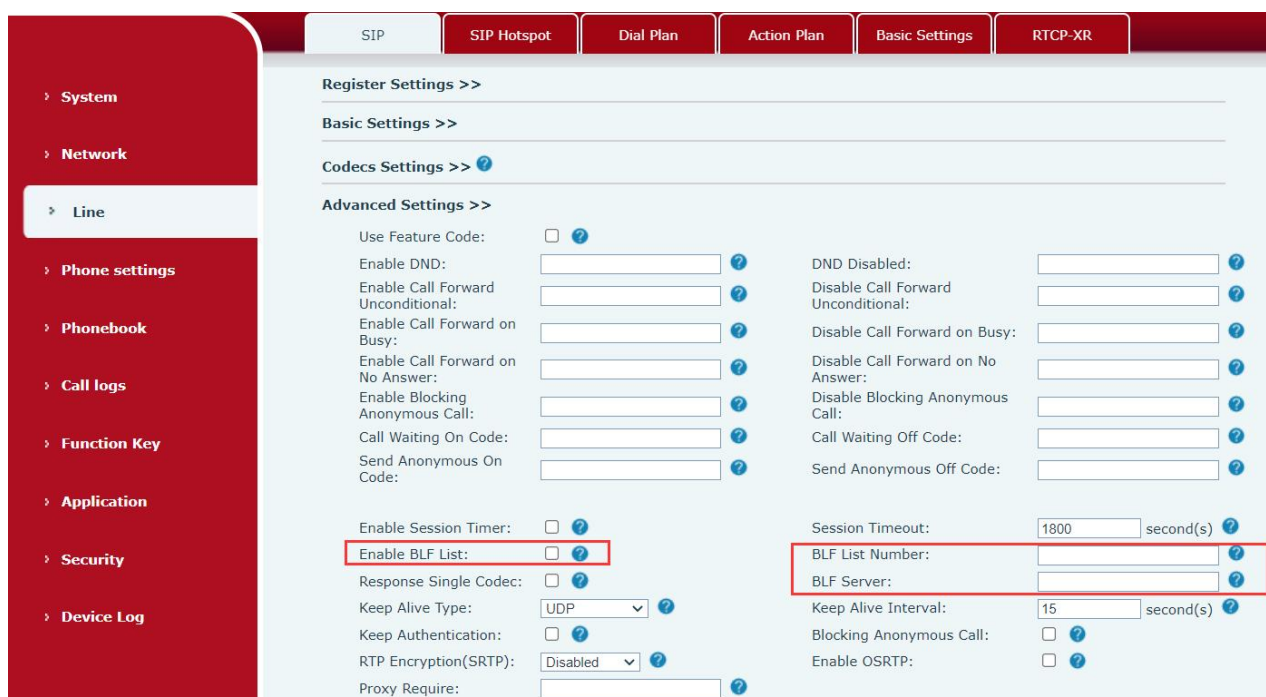 SIP
SIP Hotspot
Dial Plan
Action Plan
Basic Settings
RTCP-XR
› System
› Network
› Line
› Phone settings
› Phonebook
› Call logs
› Function Key
› Application
› Security
› Device Log
Register Settings >>
Basic Settings >>
Codecs Settings >> ?
Advanced Settings >>
Use Feature Code: ?
Enable DND: ? DND Disabled: ?
Enable Call Forward
Unconditional: ? Disable Call Forward
Unconditional: ?
Enable Call Forward on
Busy: ? Disable Call Forward on Busy: ?
Enable Call Forward on
No Answer: ? Disable Call Forward on No
Answer: ?
Enable Blocking
Anonymous Call: ? Disable Blocking Anonymous
Call: ?
Call Waiting On Code: ? Call Waiting Off Code: ?
Send Anonymous On
Code: ? Send Anonymous Off Code: ?
Enable Session Timer: ? Session Timeout: 1800 second(s) ?
Enable BLF List: ? BLF List Number: ?
Response Single Codec: ? BLF Server: ?
Keep Alive Type: UDP ? Keep Alive Interval: 15 second(s) ?
Keep Authentication: ? Blocking Anonymous Call: ?
RTP Encryption(SRTP): Disabled ? Enable OSRTP: ?
Proxy Require: ?